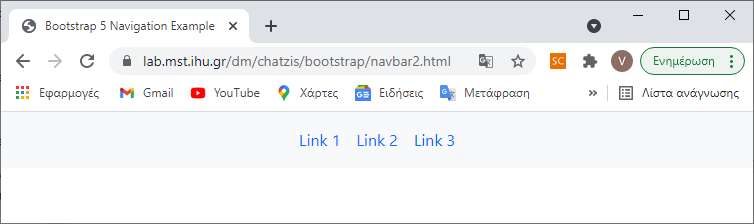 Bootstrap 5 Navigation Example
lab.mst.ihu.gr/dm/chatzis/bootstrap/navbar2.html SC V Ενημέρωση
Εφαρμογές Gmail YouTube Χάρτες Ειδήσεις Μετάφραση » Λίστα ανάγνωσης
Link 1 Link 2 Link 3